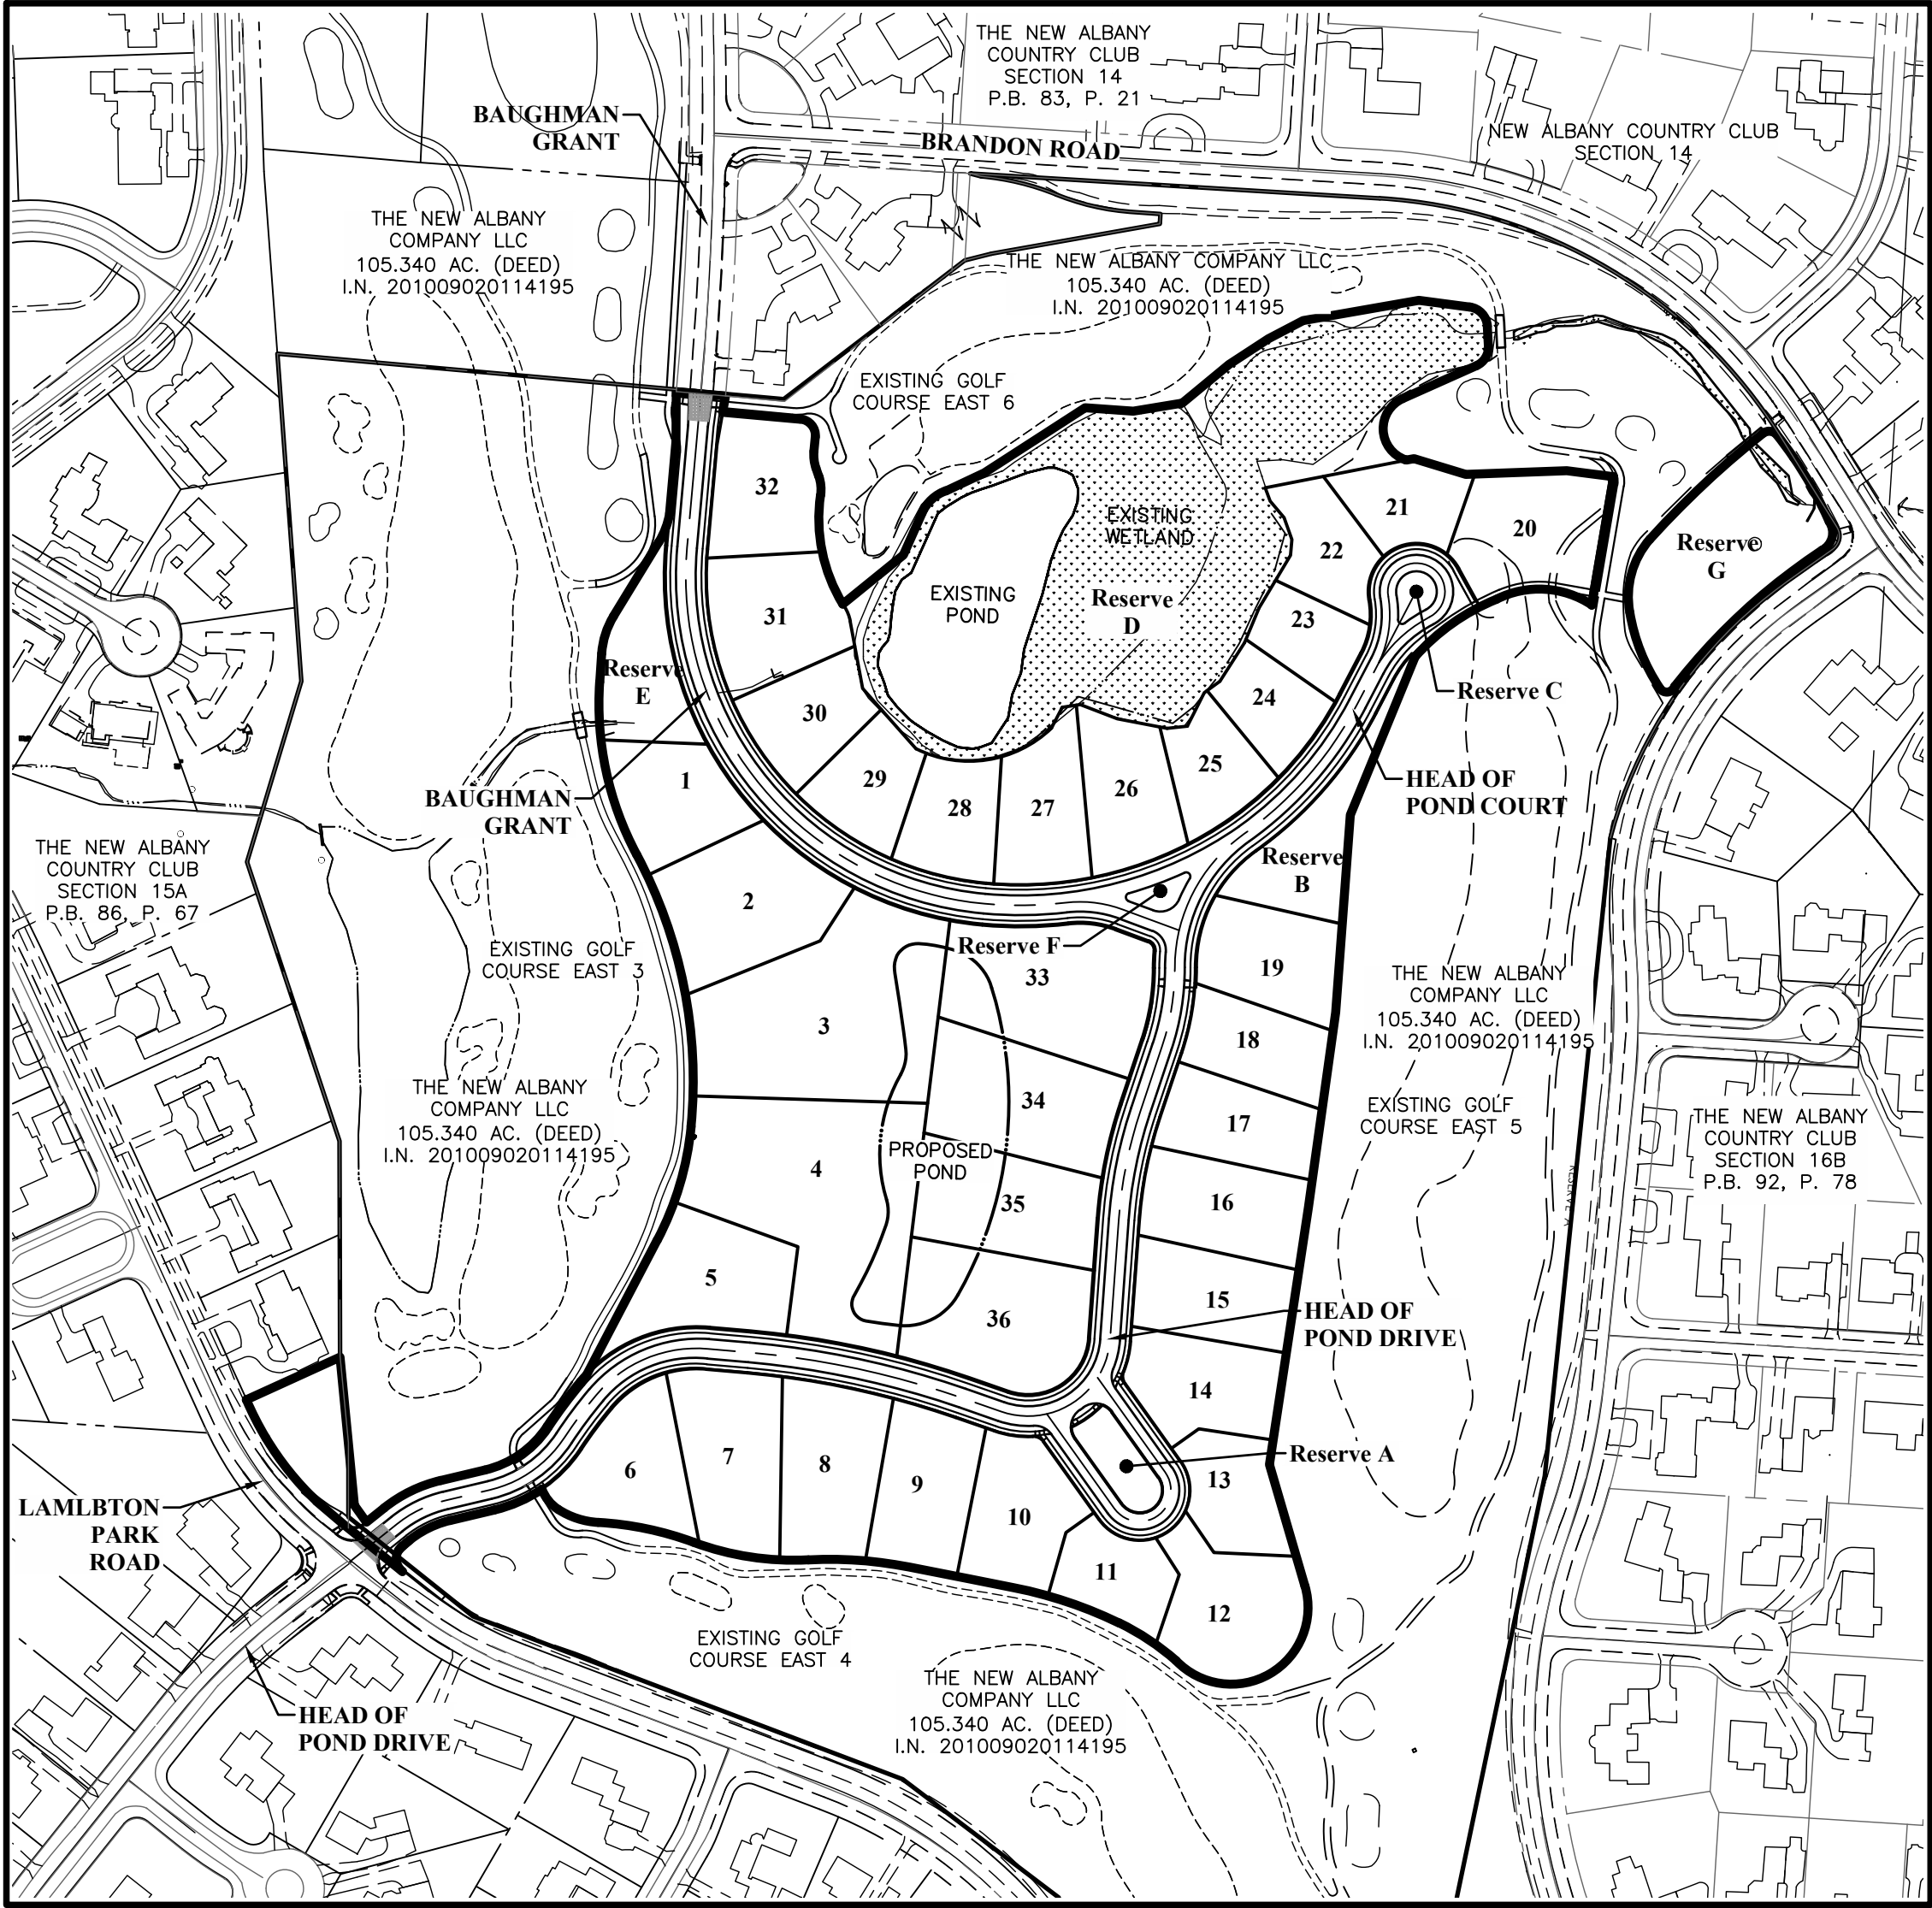 THE NEW ALBANY
COUNTRY CLUB
SECTION 14
P.B. 83, P. 21
BAUGHMAN
GRANT
BRANDON ROAD
NEW ALBANY COUNTRY CLUB
SECTION 14
THE NEW ALBANY
COMPANY LLC
105.340 AC. (DEED)
I.N. 201009020114195
THE NEW ALBANY COMPANY LLC
105.340 AC. (DEED)
I.N. 201009020114195
EXISTING GOLF
COURSE EAST 6
32
21
20
EXISTING
WETLAND
22
Reserve
G
EXISTING
POND
Reserve
D
31
23
Reserve
E
30
24
Reserve C
1
29
25
26
28
27
HEAD OF
POND COURT
BAUGHMAN
GRANT
THE NEW ALBANY
COUNTRY CLUB
SECTION 15A
P.B. 86, P. 67
Reserve
B
2
EXISTING GOLF
COURSE EAST 3
Reserve F
33
19
THE NEW ALBANY
COMPANY LLC
105.340 AC. (DEED)
I.N. 201009020114195
3
18
THE NEW ALBANY
COMPANY LLC
105.340 AC. (DEED)
I.N. 201009020114195
34
17
EXISTING GOLF
COURSE EAST 5
THE NEW ALBANY
COUNTRY CLUB
SECTION 16B
P.B. 92, P. 78
4
PROPOSED
POND
35
16
5
36
15
HEAD OF
POND DRIVE
14
Reserve A
6
7
8
9
10
13
LAMLBTON
PARK
ROAD
11
12
EXISTING GOLF
COURSE EAST 4
THE NEW ALBANY
COMPANY LLC
105.340 AC. (DEED)
I.N. 201009020114195
HEAD OF
POND DRIVE